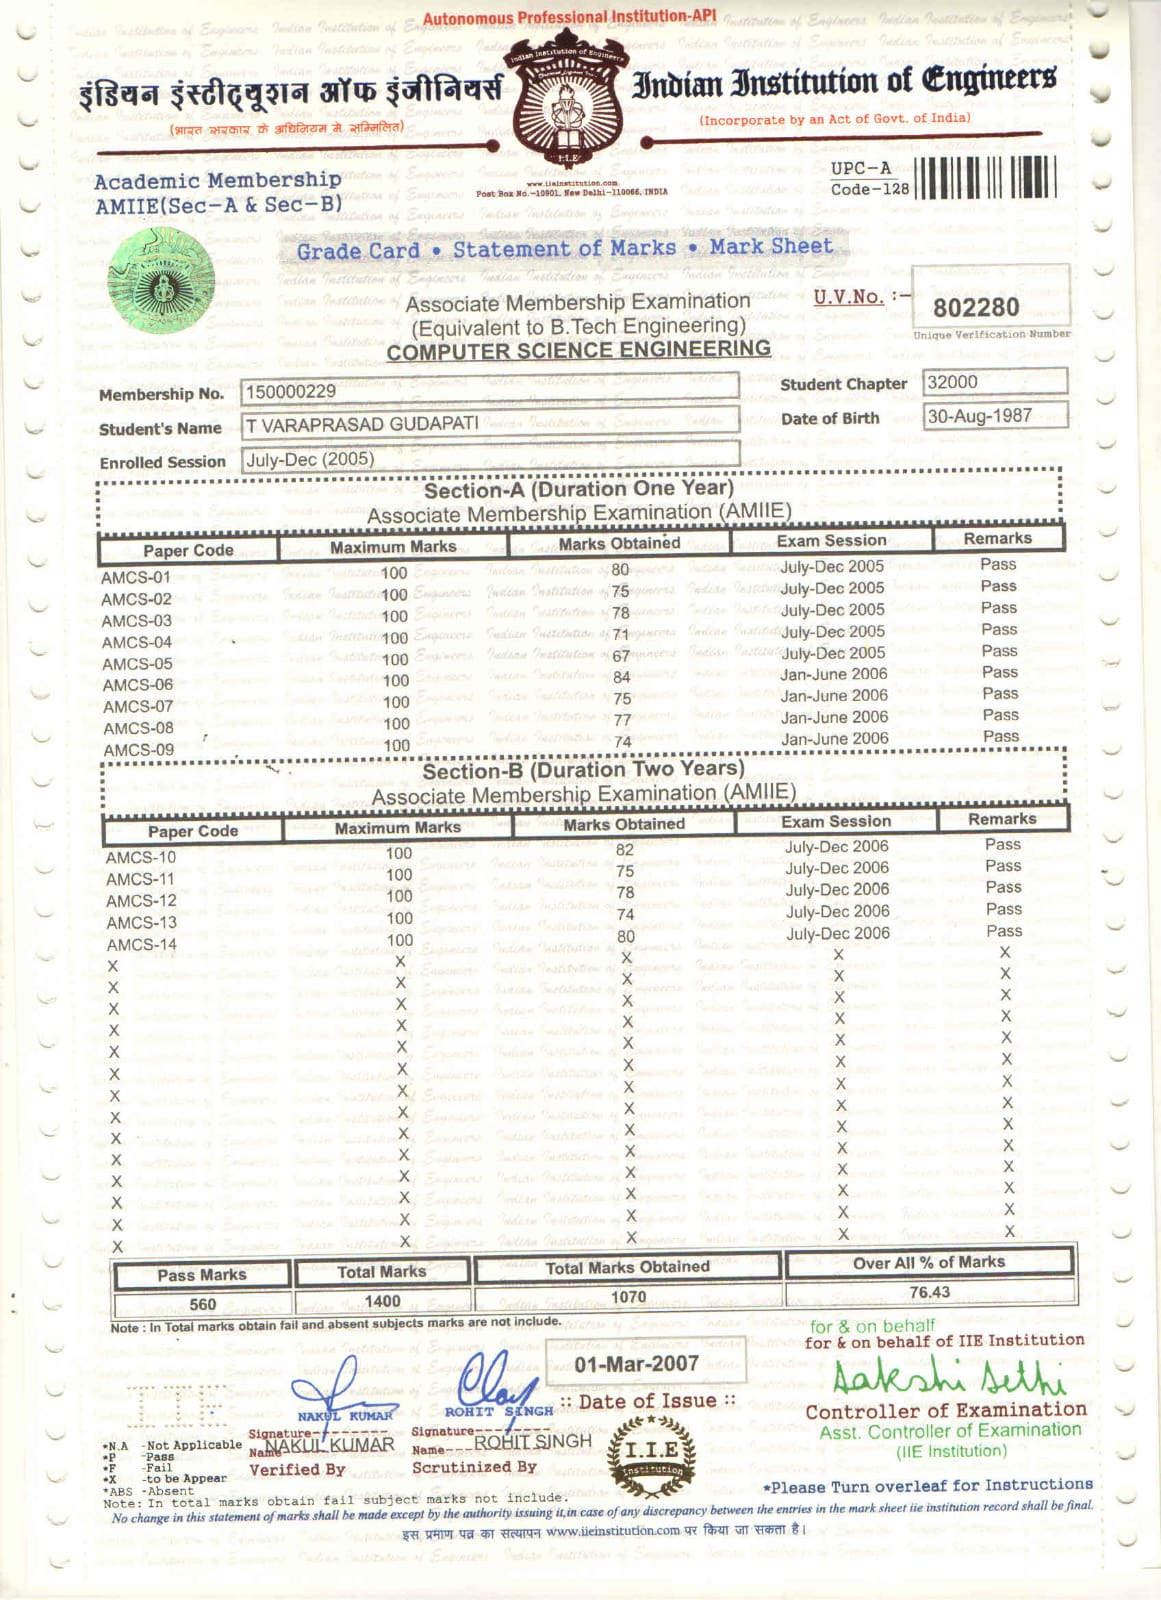 Autonomous Professional Institution-API
इंडियन इंस्टीट्यूशन ऑफ इंजीनियर्स
(भारत सरकार के अधिनियम मे सम्मिलित)
Indian Institution of Engineers
I.I.E
Indian Institution of Engineers
(Incorporate by an Act of Govt. of India)
www.iieinstitution.com
Post Box No.-10901, New Delhi-110066, INDIA
Academic Membership
AMIIE(Sec-A & Sec-B)
UPC-A
Code-128
Grade Card • Statement of Marks • Mark Sheet
Associate Membership Examination
(Equivalent to B.Tech Engineering)
COMPUTER SCIENCE ENGINEERING
U.V.No. :- 802280
Unique Verification Number
Membership No. 150000229
Student Chapter 32000
Student's Name T VARAPRASAD GUDAPATI
Date of Birth 30-Aug-1987
Enrolled Session July-Dec (2005)
Section-A (Duration One Year)
Associate Membership Examination (AMIIE)
Paper Code Maximum Marks Marks Obtained Exam Session Remarks
AMCS-01 100 80 July-Dec 2005 Pass
AMCS-02 100 75 July-Dec 2005 Pass
AMCS-03 100 78 July-Dec 2005 Pass
AMCS-04 100 71 July-Dec 2005 Pass
AMCS-05 100 67 July-Dec 2005 Pass
AMCS-06 100 84 Jan-June 2006 Pass
AMCS-07 100 75 Jan-June 2006 Pass
AMCS-08 100 77 Jan-June 2006 Pass
AMCS-09 100 74 Jan-June 2006 Pass
Section-B (Duration Two Years)
Associate Membership Examination (AMIIE)
Paper Code Maximum Marks Marks Obtained Exam Session Remarks
AMCS-10 100 82 July-Dec 2006 Pass
AMCS-11 100 75 July-Dec 2006 Pass
AMCS-12 100 78 July-Dec 2006 Pass
AMCS-13 100 74 July-Dec 2006 Pass
AMCS-14 100 80 July-Dec 2006 Pass
X X X X X
X X X X X
X X X X X
X X X X X
X X X X X
X X X X X
X X X X X
X X X X X
X X X X X
X X X X X
X X X X X
X X X X X
X X X X X
X X X X X
Pass Marks Total Marks Total Marks Obtained Over All % of Marks
560 1400 1070 76.43
Note : In Total marks obtain fail and absent subjects marks are not include.
for & on behalf
for & on behalf of IIE Institution
01-Mar-2007
:: Date of Issue ::
Sakshi Sethi
Controller of Examination
Asst. Controller of Examination
(IIE Institution)
IIE
NAKUL KUMAR
Signature--------
Name NAKUL KUMAR
Verified By
ROHIT SINGH
Signature---------
Name---ROHIT SINGH
Scrutinized By
I.I.E
Institution
*N.A -Not Applicable
*P -Pass
*F -Fail
*X -to be Appear
*ABS -Absent
*Please Turn overleaf for Instructions
Note: In total marks obtain fail subject marks not include.
No change in this statement of marks shall be made except by the authority issuing it,in case of any discrepancy between the entries in the mark sheet iie institution record shall be final.
इस प्रमाण पत्र का सत्यापन www.iieinstitution.com पर किया जा सकता है।